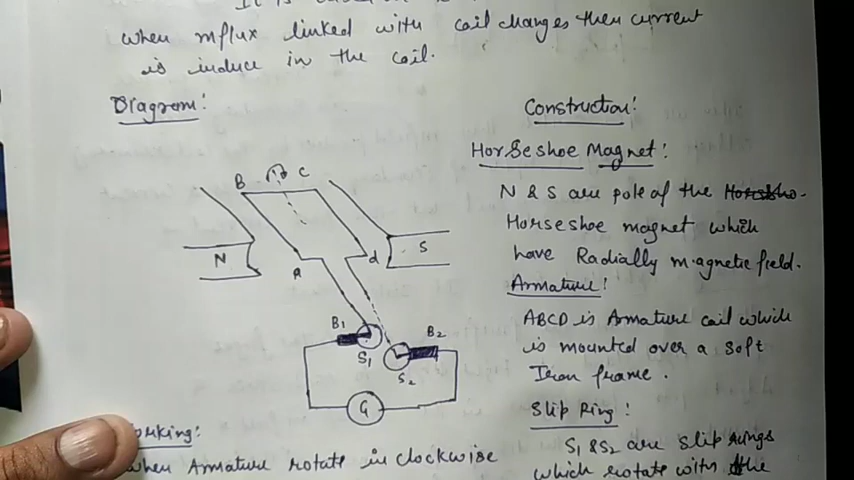 It is
when mflux linked with coil changes then current
is induce in the coil.
Diagram:
B C
N S
A d
B1 B2
S1
S2
G
Construction:
HorSeshoe Magnet:
N & S are pole of the
Horseshoe magnet which
have Radially magnetic field.
Armature:
ABCD is Armature coil which
is mounted over a Soft
Iron frame.
Slip Ring:
S1 & S2 are slip rings
which rotate with the
orking:
when Armature rotate in clockwise